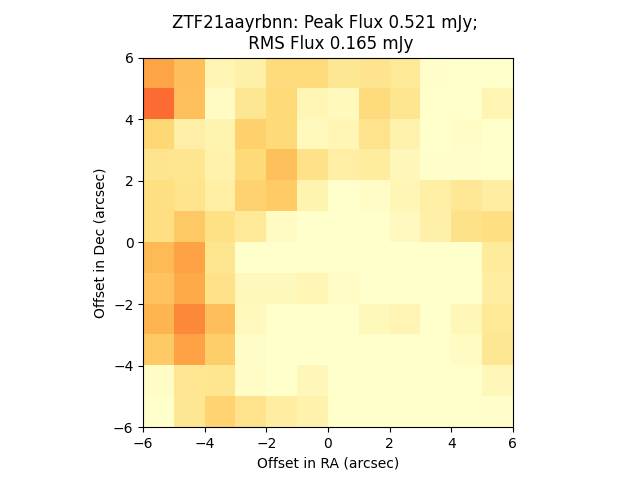 ZTF21aayrbnn: Peak Flux 0.521 mJy;
RMS Flux 0.165 mJy
6
4
2
0
−2
−4
−6
Offset in Dec (arcsec)
−6 −4 −2 0 2 4 6
Offset in RA (arcsec)